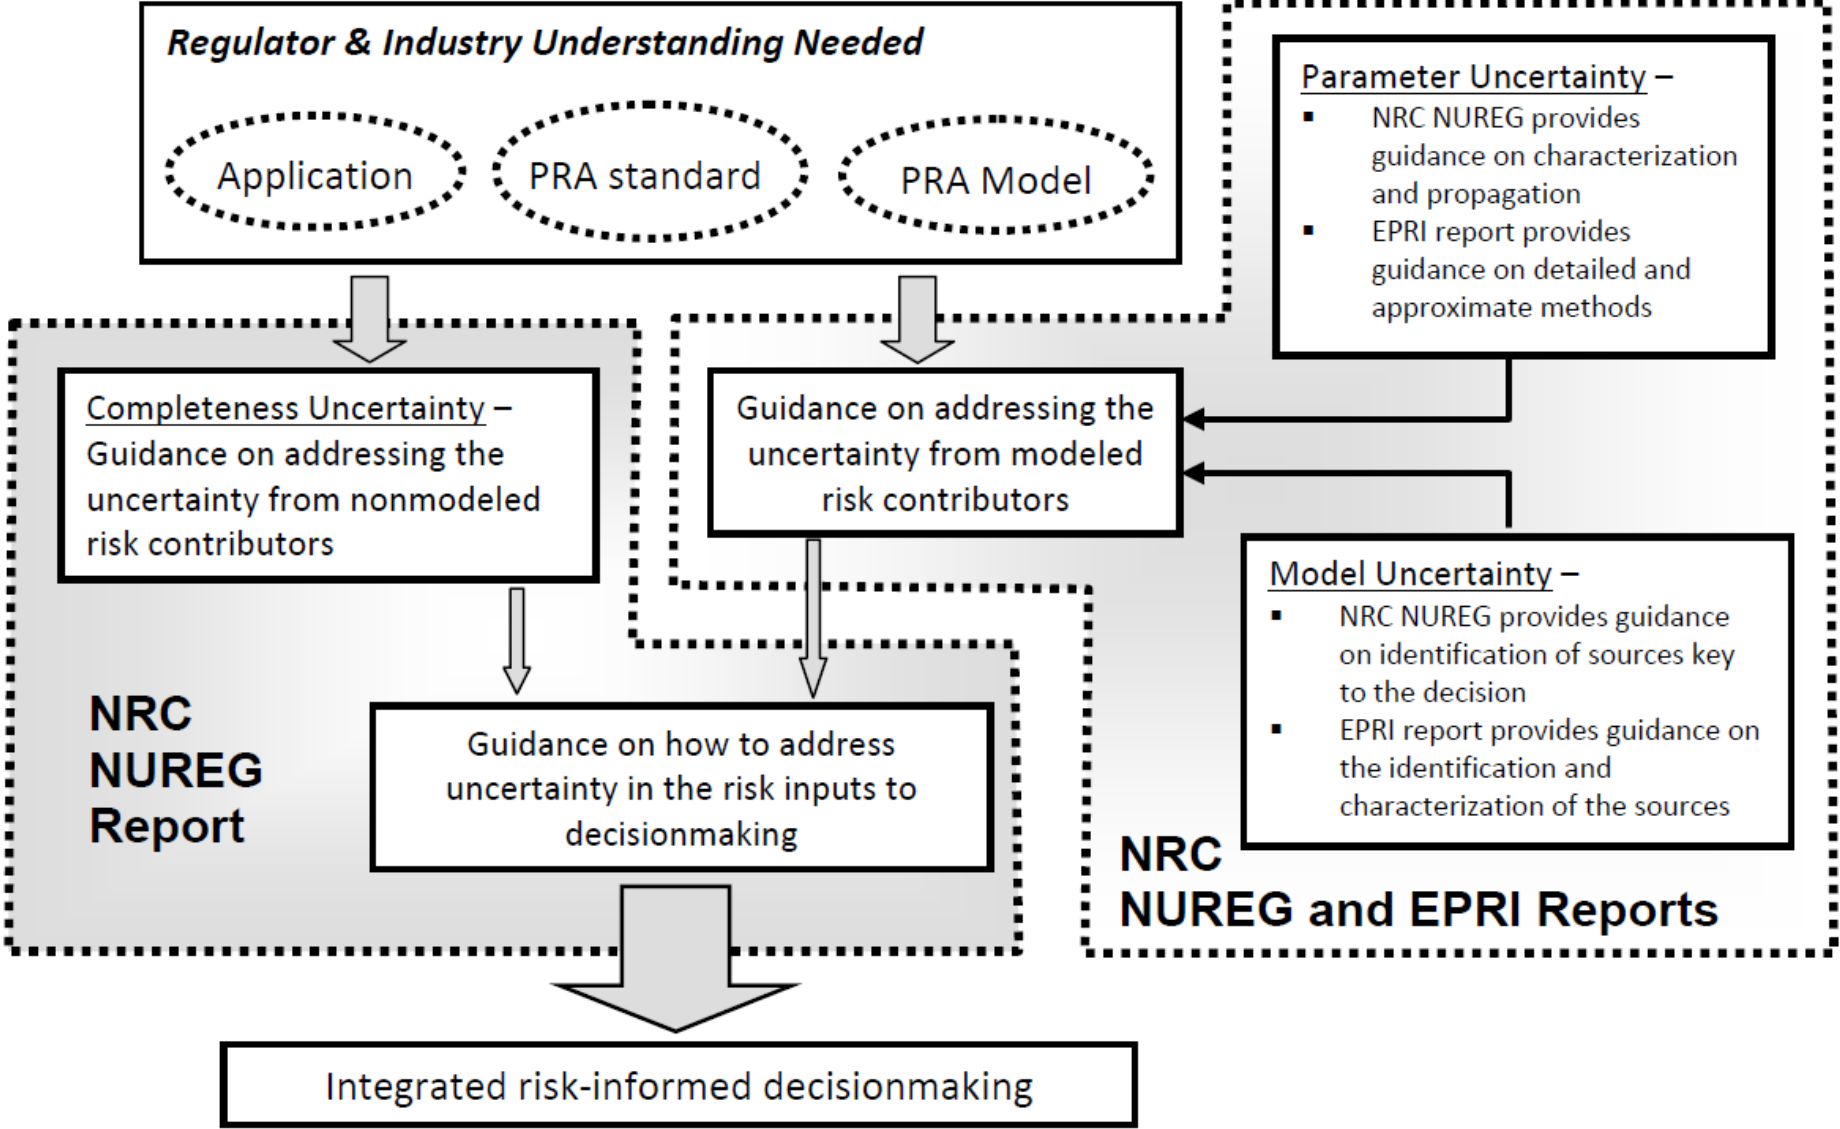 Regulator & Industry Understanding Needed
Application
PRA standard
PRA Model
Parameter Uncertainty –
▪ NRC NUREG provides
guidance on characterization
and propagation
▪ EPRI report provides
guidance on detailed and
approximate methods
Completeness Uncertainty –
Guidance on addressing the
uncertainty from nonmodeled
risk contributors
Guidance on addressing the
uncertainty from modeled
risk contributors
Model Uncertainty –
▪ NRC NUREG provides guidance
on identification of sources key
to the decision
▪ EPRI report provides guidance on
the identification and
characterization of the sources
NRC
NUREG
Report
Guidance on how to address
uncertainty in the risk inputs to
decisionmaking
NRC
NUREG and EPRI Reports
Integrated risk-informed decisionmaking